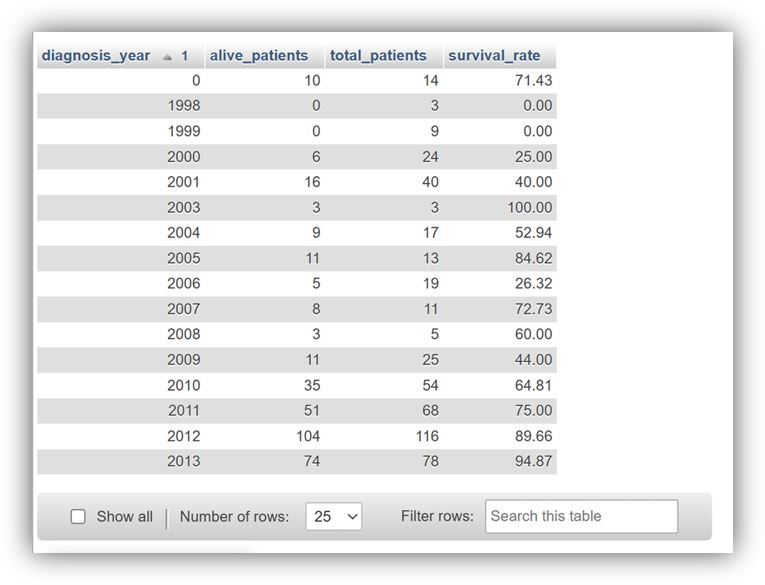 diagnosis_year 1 alive_patients total_patients survival_rate
0 10 14 71.43
1998 0 3 0.00
1999 0 9 0.00
2000 6 24 25.00
2001 16 40 40.00
2003 3 3 100.00
2004 9 17 52.94
2005 11 13 84.62
2006 5 19 26.32
2007 8 11 72.73
2008 3 5 60.00
2009 11 25 44.00
2010 35 54 64.81
2011 51 68 75.00
2012 104 116 89.66
2013 74 78 94.87
Show all Number of rows: 25 Filter rows: Search this table